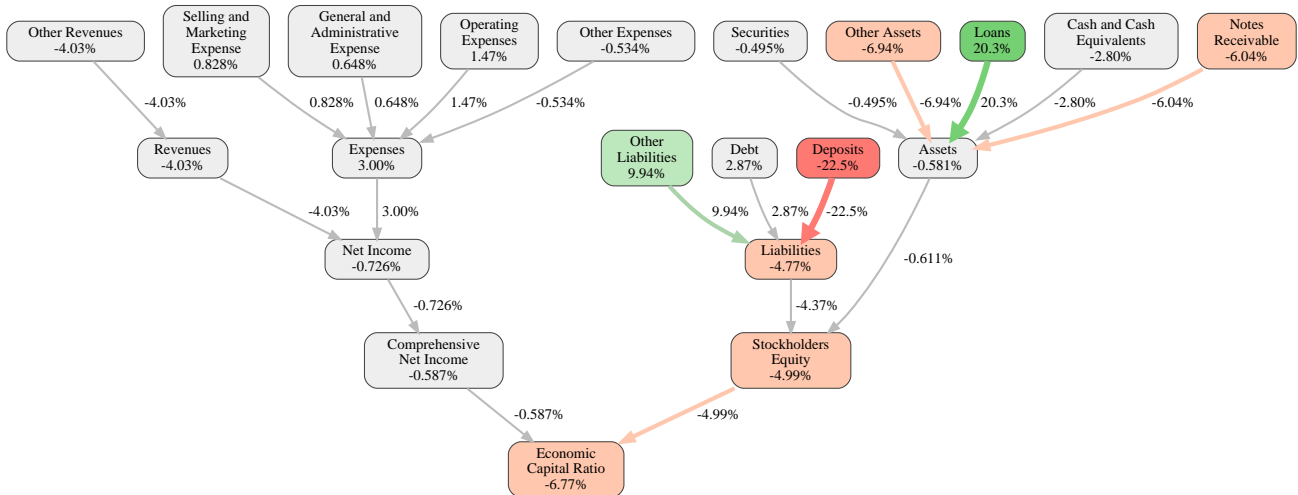 Other Revenues
-4.03%
Selling and
Marketing
Expense
0.828%
General and
Administrative
Expense
0.648%
Operating
Expenses
1.47%
Other Expenses
-0.534%
Securities
-0.495%
Other Assets
-6.94%
Loans
20.3%
Cash and Cash
Equivalents
-2.80%
Notes
Receivable
-6.04%
-4.03%
0.828%
0.648%
1.47%
-0.534%
-0.495%
-6.94%
20.3%
-2.80%
-6.04%
Revenues
-4.03%
Expenses
3.00%
Other
Liabilities
9.94%
Debt
2.87%
Deposits
-22.5%
Assets
-0.581%
-4.03%
3.00%
9.94%
2.87%
-22.5%
Net Income
-0.726%
Liabilities
-4.77%
-0.611%
-0.726%
-4.37%
Comprehensive
Net Income
-0.587%
Stockholders
Equity
-4.99%
-0.587%
-4.99%
Economic
Capital Ratio
-6.77%